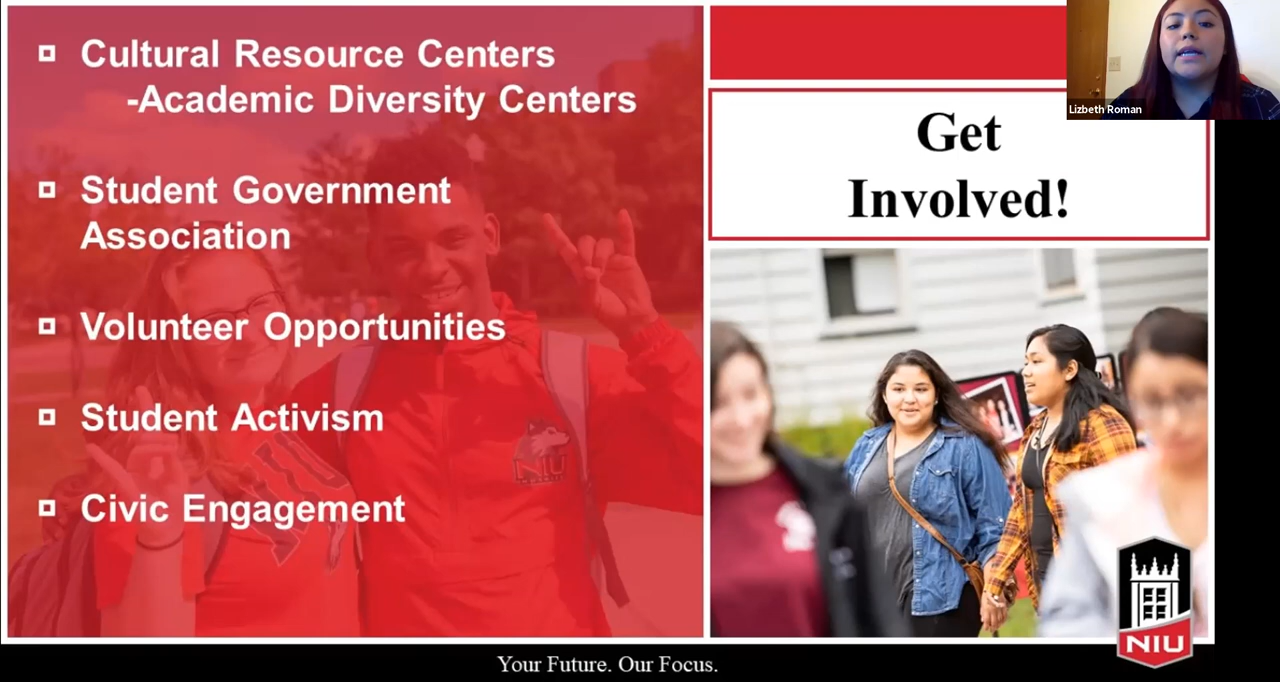 Cultural Resource Centers
-Academic Diversity Centers
Student Government
Association
Volunteer Opportunities
Student Activism
Civic Engagement
Get
Involved!
Lizbeth Roman
NIU
NIU
Your Future. Our Focus.